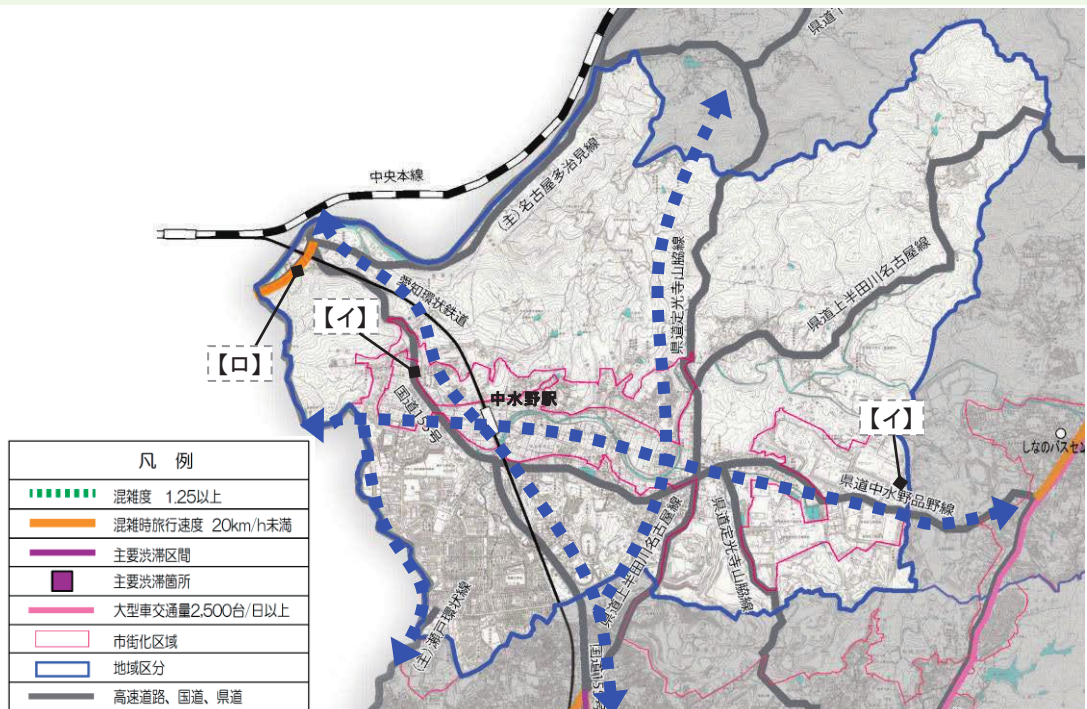 中央本線
(主)名古屋多治見線
愛知環状鉄道
【イ】
【ロ】
国道155号
中水野駅
県道定光寺山脇線
県道上半田川名古屋線
【イ】
しなのバスセン
県道中水野品野線
県道定光寺山脇線
県道上半田川名古屋線
(主)瀬戸環状線
凡 例
混雑度 1.25以上
混雑時旅行速度 20km/h未満
主要渋滞区間
主要渋滞箇所
大型車交通量2,500台/日以上
市街化区域
地域区分
高速道路、国道、県道